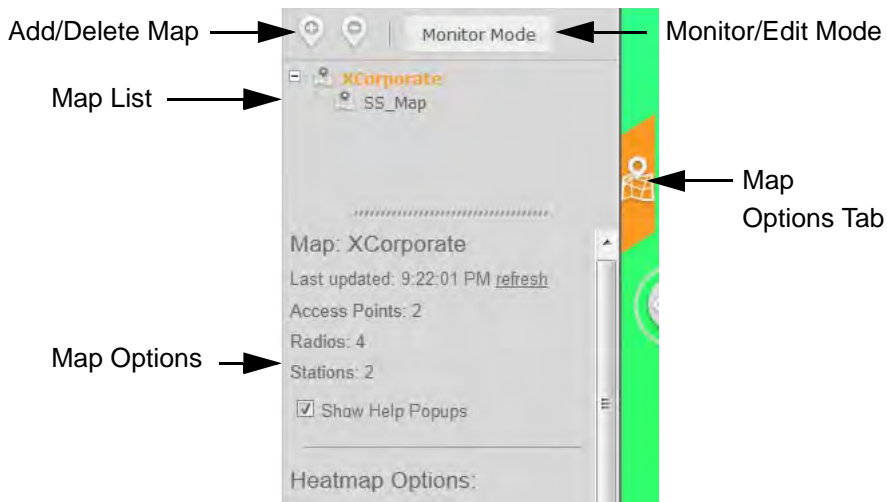 Add/Delete Map
Monitor Mode
Monitor/Edit Mode
XCorporate
Map List
SS_Map
Map
Options Tab
Map: XCorporate
Last updated: 9:22:01 PM refresh
Access Points: 2
Radios: 4
Map Options
Stations: 2
Show Help Popups
Heatmap Options: